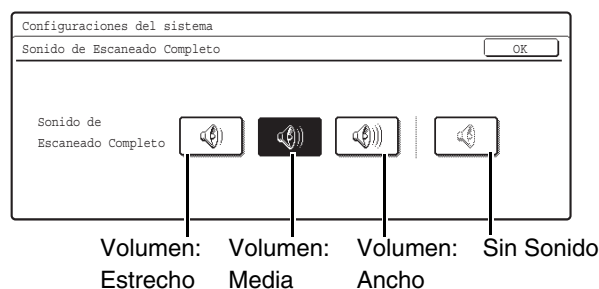 Configuraciones del sistema
Sonido de Escaneado Completo
OK
Sonido de
Escaneado Completo
Volumen: Volumen: Volumen: Sin Sonido
Estrecho Media Ancho